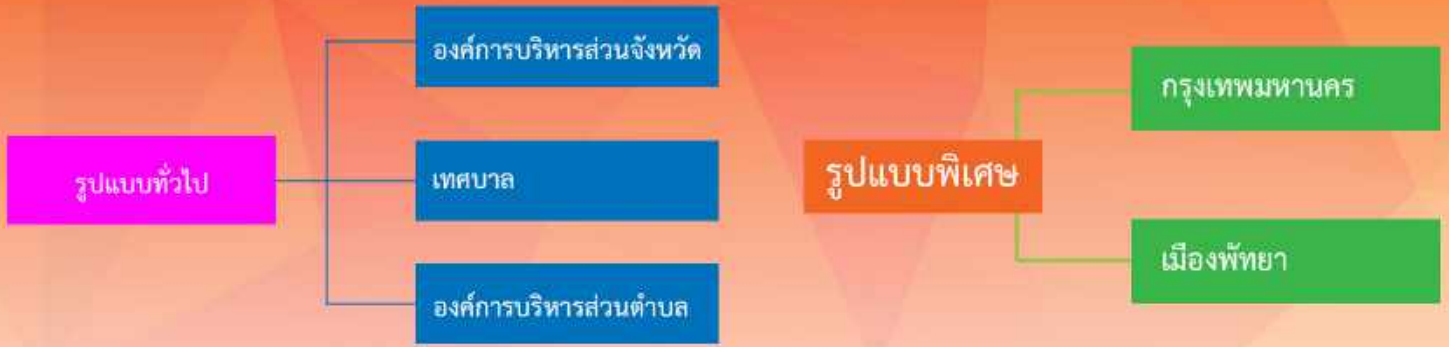 รูปแบบทั่วไป
องค์การบริหารส่วนจังหวัด
เทศบาล
องค์การบริหารส่วนตำบล
รูปแบบพิเศษ
กรุงเทพมหานคร
เมืองพัทยา